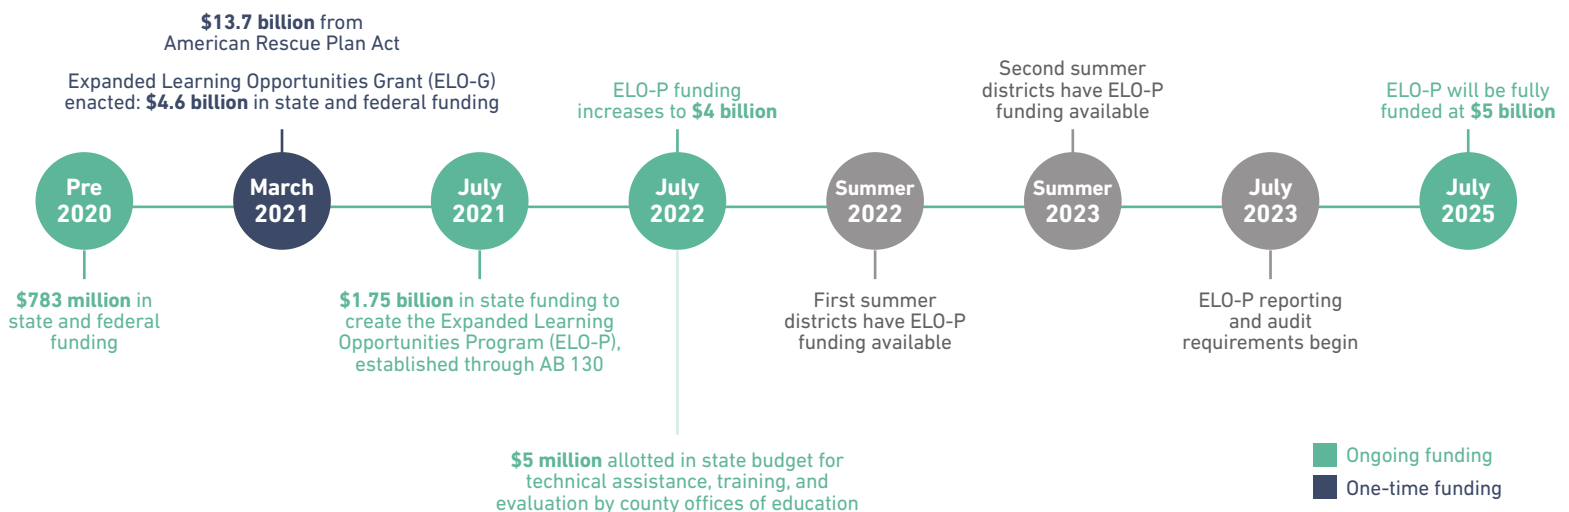 $13.7 billion from
American Rescue Plan Act
Expanded Learning Opportunities Grant (ELO-G)
enacted: $4.6 billion in state and federal funding
ELO-P funding
increases to $4 billion
Second summer
districts have ELO-P
funding available
ELO-P will be fully
funded at $5 billion
Pre
2020
March
2021
July
2021
July
2022
Summer
2022
Summer
2023
July
2023
July
2025
$783 million in
state and federal
funding
$1.75 billion in state funding to
create the Expanded Learning
Opportunities Program (ELO-P),
established through AB 130
First summer
districts have ELO-P
funding available
ELO-P reporting
and audit
requirements begin
$5 million allotted in state budget for
technical assistance, training, and
evaluation by county offices of education
Ongoing funding
One-time funding